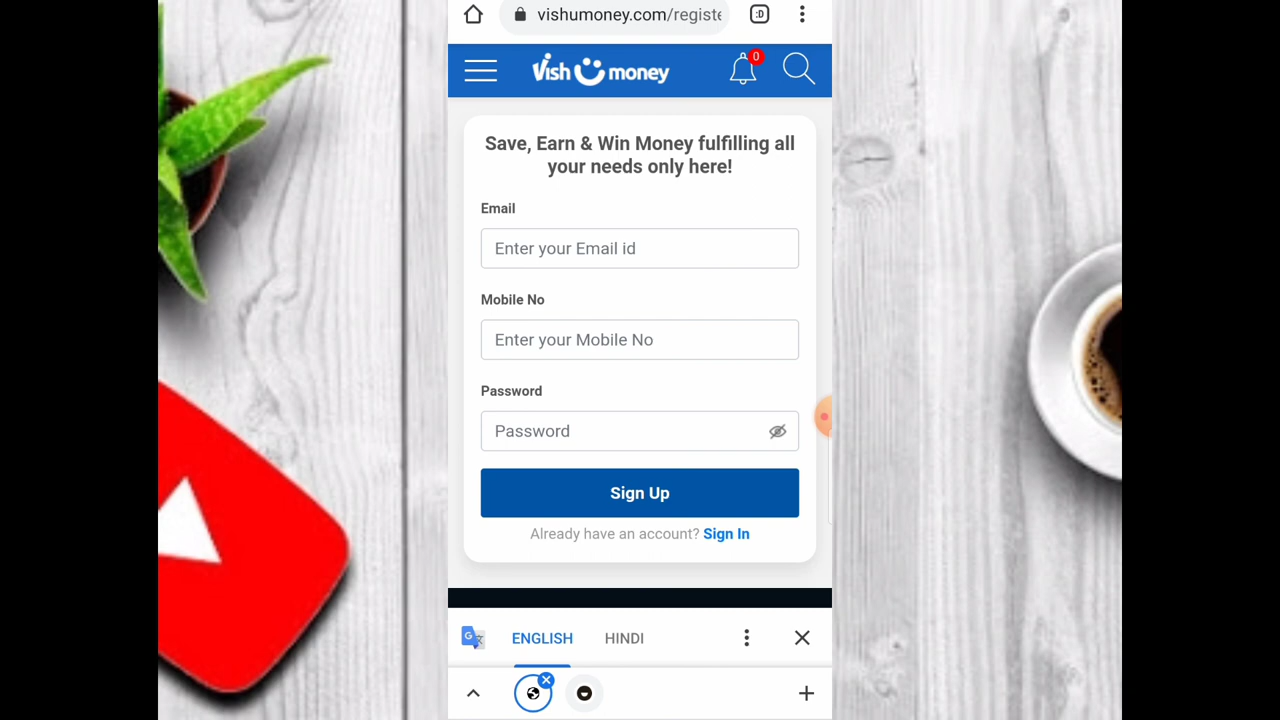 vishumoney.com/registe
:D
Vish money
0
Save, Earn & Win Money fulfilling all
your needs only here!
Email
Enter your Email id
Mobile No
Enter your Mobile No
Password
Password
Sign Up
Already have an account? Sign In
ENGLISH HINDI